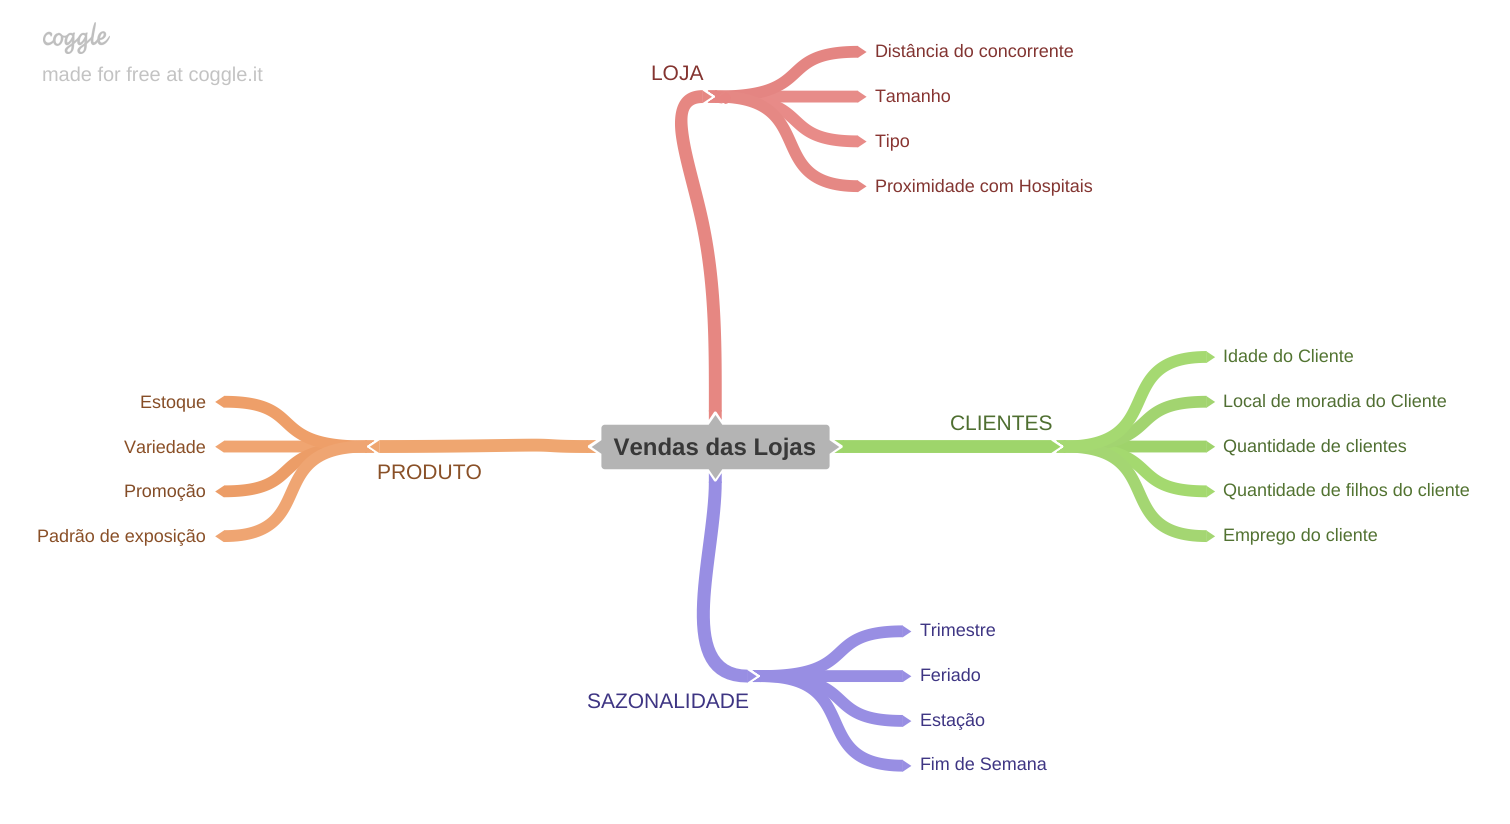 coggle
made for free at coggle.it
LOJA
Distância do concorrente
Tamanho
Tipo
Proximidade com Hospitais
Vendas das Lojas
CLIENTES
Idade do Cliente
Local de moradia do Cliente
Quantidade de clientes
Quantidade de filhos do cliente
Emprego do cliente
PRODUTO
Estoque
Variedade
Promoção
Padrão de exposição
SAZONALIDADE
Trimestre
Feriado
Estação
Fim de Semana